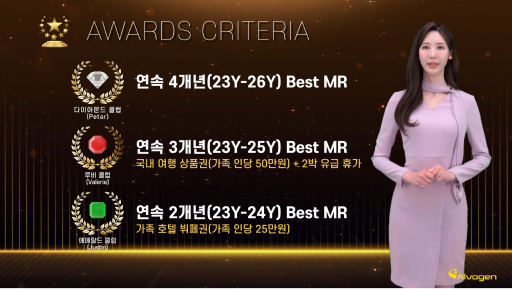 AWARDS CRITERIA
연속 4개년(23Y-26Y) Best MR
다이아몬드 클럽
(Petar)
연속 3개년(23Y-25Y) Best MR
국내 여행 상품권(가족 인당 50만원) + 2박 유급 휴가
루비 클럽
(Valerie)
연속 2개년(23Y-24Y) Best MR
가족 호텔 뷔페권(가족 인당 25만원)
에메랄드 클럽
(Justin)
Alvogen